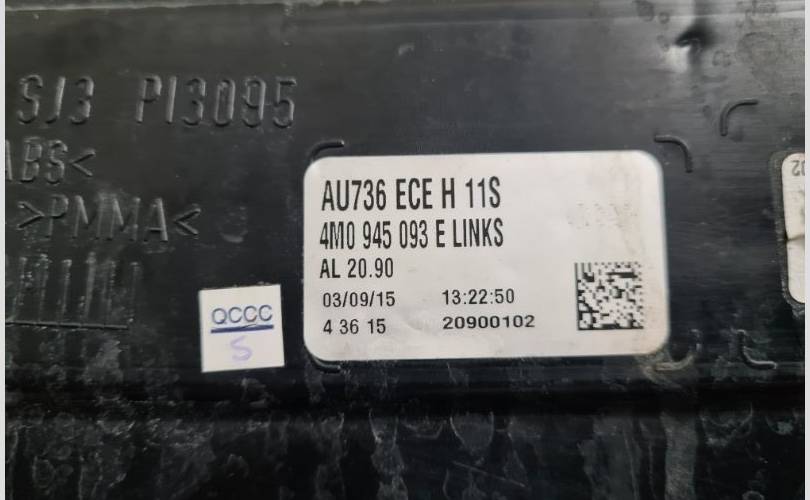 SJ3 PI3095
ABS<
>PMMA<
AU736 ECE H 11S
4M0 945 093 E LINKS
AL 20.90
03/09/15 13:22:50
4 36 15 20900102
QCCC
S
02